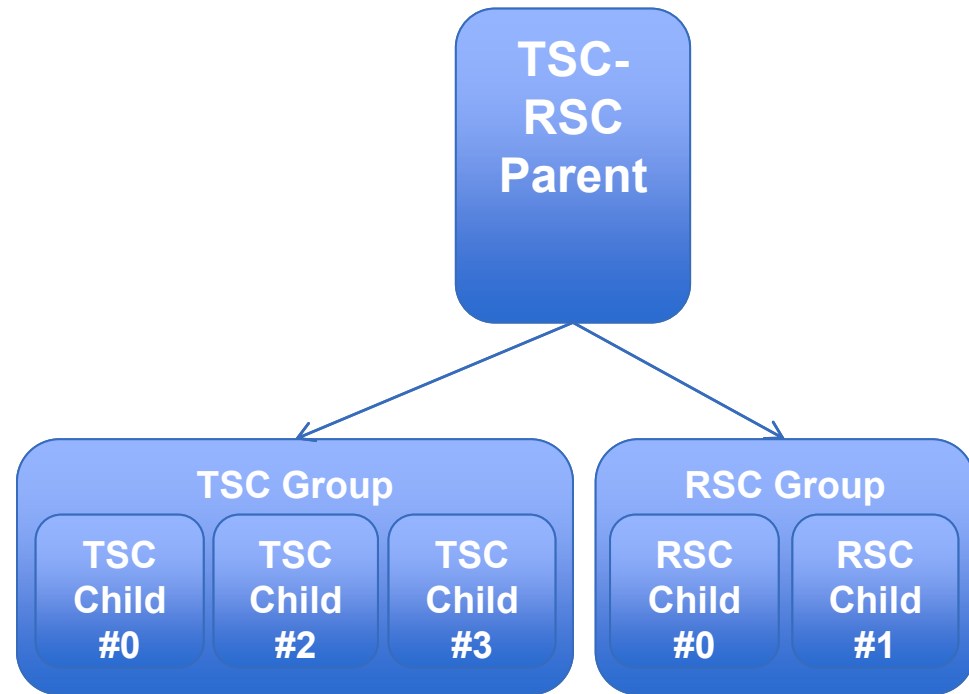 TSC-
RSC
Parent
TSC Group
TSC
Child
#0
TSC
Child
#2
TSC
Child
#3
RSC Group
RSC
Child
#0
RSC
Child
#1